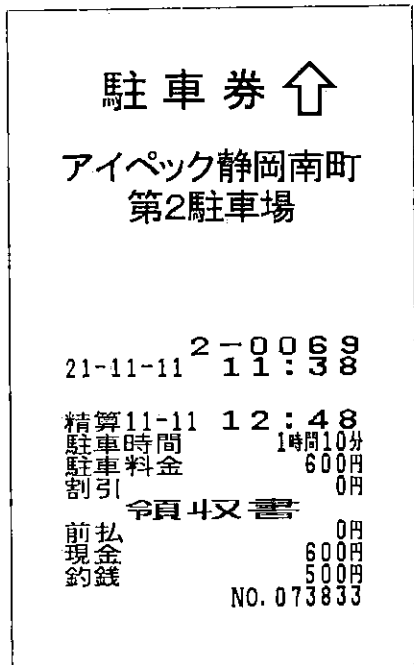 駐車券⇧
アイペック静岡南町
第2駐車場
2-0069
21-11-11 11:38
精算11-11 12:48
駐車時間 1時間10分
駐車料金 600円
割引 0円
領収書
前払 0円
現金 600円
釣銭 500円
NO.073833